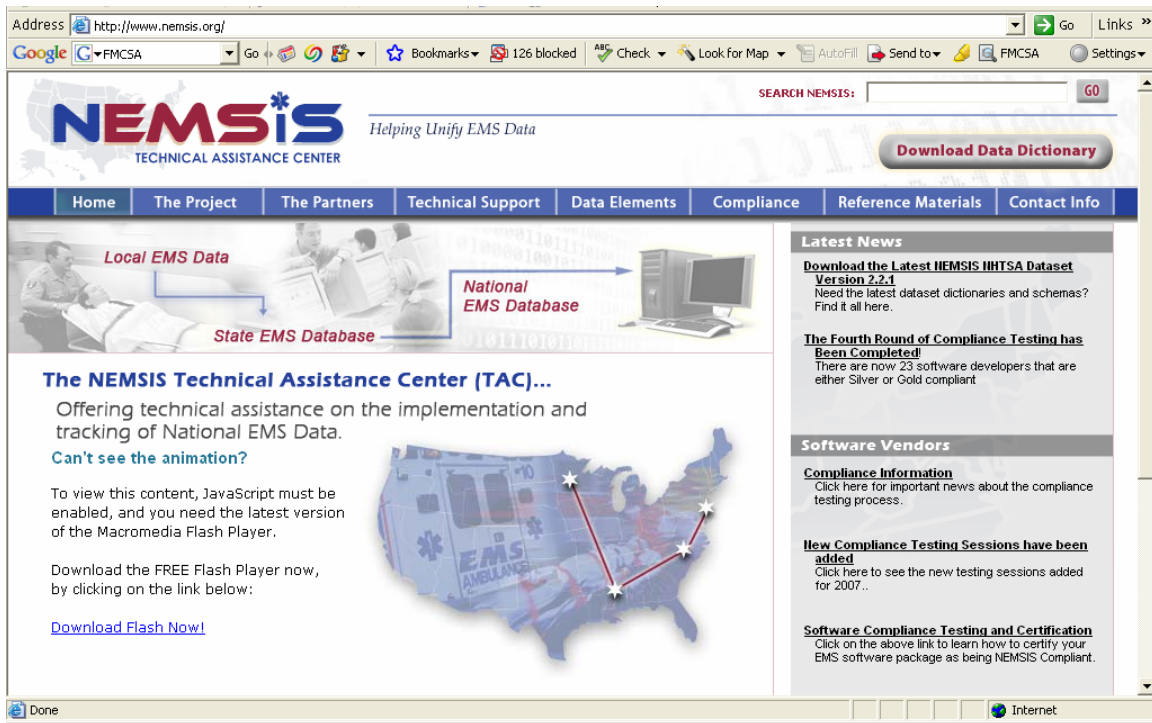 Address http://www.nemsis.org/ Go Links »
Google G FMCSA Go Bookmarks 126 blocked ABC Check Look for Map AutoFill Send to FMCSA Settings
SEARCH NEMSIS: GO
NEMSIS
TECHNICAL ASSISTANCE CENTER
Helping Unify EMS Data
Download Data Dictionary
Home The Project The Partners Technical Support Data Elements Compliance Reference Materials Contact Info
Local EMS Data
State EMS Database
National
EMS Database
The NEMSIS Technical Assistance Center (TAC)...
Offering technical assistance on the implementation and
tracking of National EMS Data.
Can't see the animation?
To view this content, JavaScript must be
enabled, and you need the latest version
of the Macromedia Flash Player.
Download the FREE Flash Player now,
by clicking on the link below:
Download Flash Now!
EMS
AMBULANCE
Latest News
Download the Latest NEMSIS NHTSA Dataset
Version 2.2.1
Need the latest dataset dictionaries and schemas?
Find it all here.
The Fourth Round of Compliance Testing has
Been Completed!
There are now 23 software developers that are
either Silver or Gold compliant
Software Vendors
Compliance Information
Click here for important news about the compliance
testing process.
New Compliance Testing Sessions have been
added
Click here to see the new testing sessions added
for 2007..
Software Compliance Testing and Certification
Click on the above link to learn how to certify your
EMS software package as being NEMSIS Compliant.
Done Internet